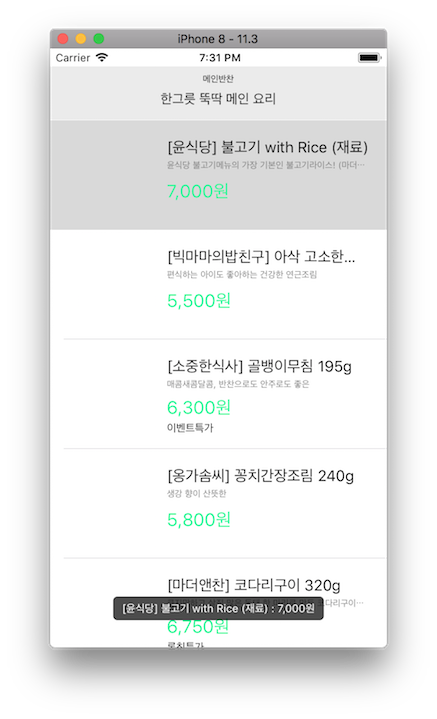 iPhone 8 - 11.3
Carrier 7:31 PM
메인반찬
한그릇 뚝딱 메인 요리
[윤식당] 불고기 with Rice (재료)
윤식당 불고기메뉴의 가장 기본인 불고기라이스! (마더…
7,000원
[빅마마의밥친구] 아삭 고소한...
편식하는 아이도 좋아하는 건강한 연근조림
5,500원
[소중한식사] 골뱅이무침 195g
매콤새콤달콤, 반찬으로도 안주로도 좋은
6,300원
이벤트특가
[옹가솜씨] 꽁치간장조림 240g
생강 향이 산뜻한
5,800원
[마더앤찬] 코다리구이 320g
코다리구이…
[윤식당] 불고기 with Rice (재료) : 7,000원
6,750원
론칭특가